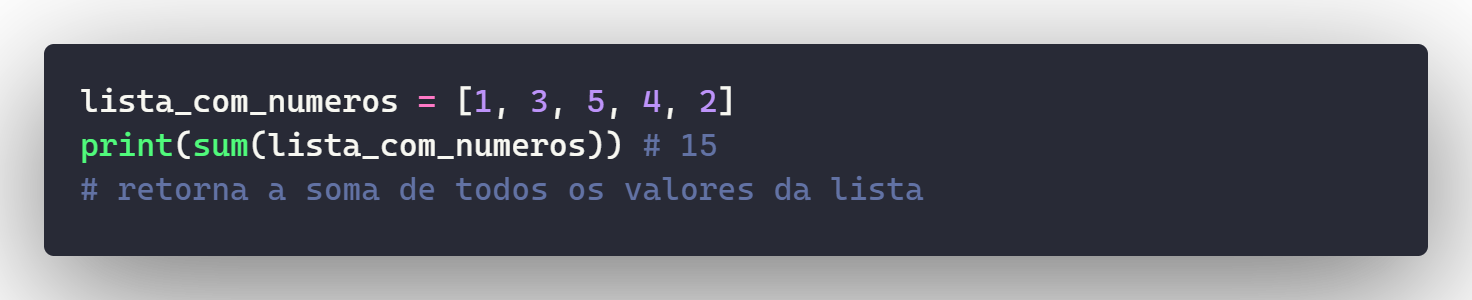 lista_com_numeros = [1, 3, 5, 4, 2]
print(sum(lista_com_numeros)) # 15
# retorna a soma de todos os valores da lista